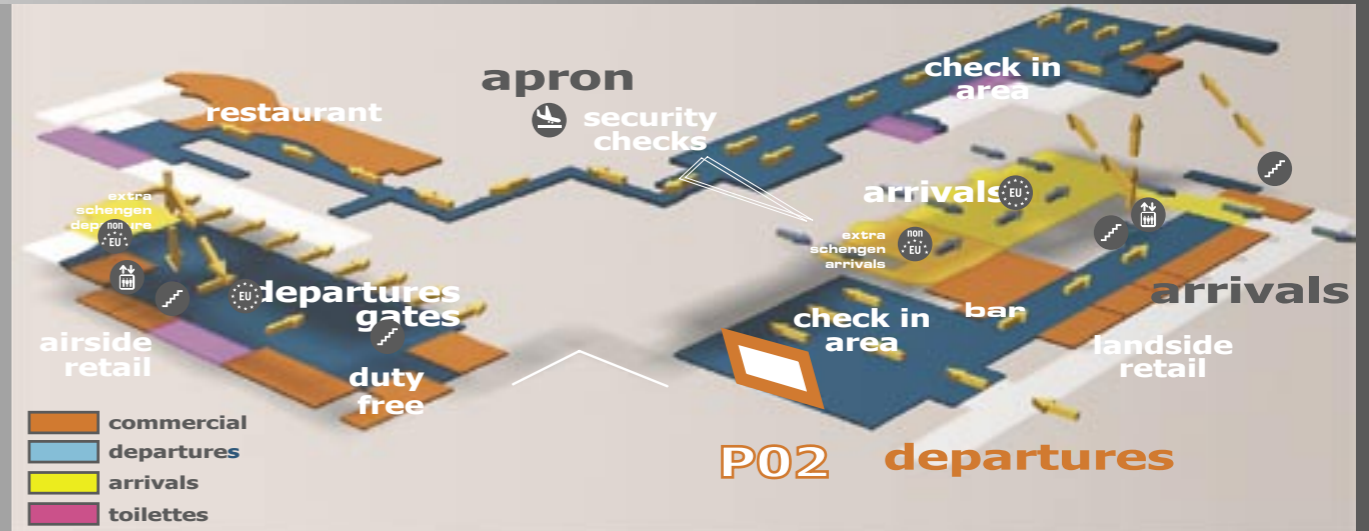 apron
restaurant
security
checks
check in
area
arrivals
EU
extra
schengen
departure
non
EU
extra
schengen
arrivals
non
EU
EU
departures
gates
airside
retail
duty
free
check in
area
bar
arrivals
landside
retail
commercial
departures
arrivals
toilettes
P02
departures